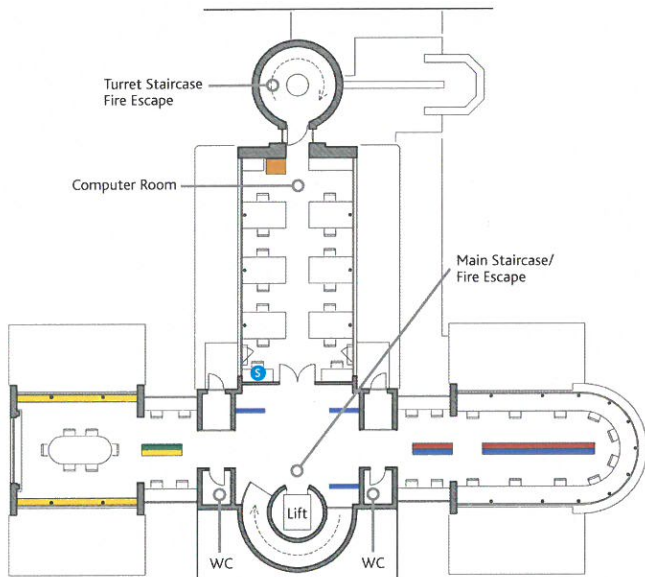 Turret Staircase
Fire Escape
Computer Room
Main Staircase/
Fire Escape
S
Lift
WC
WC